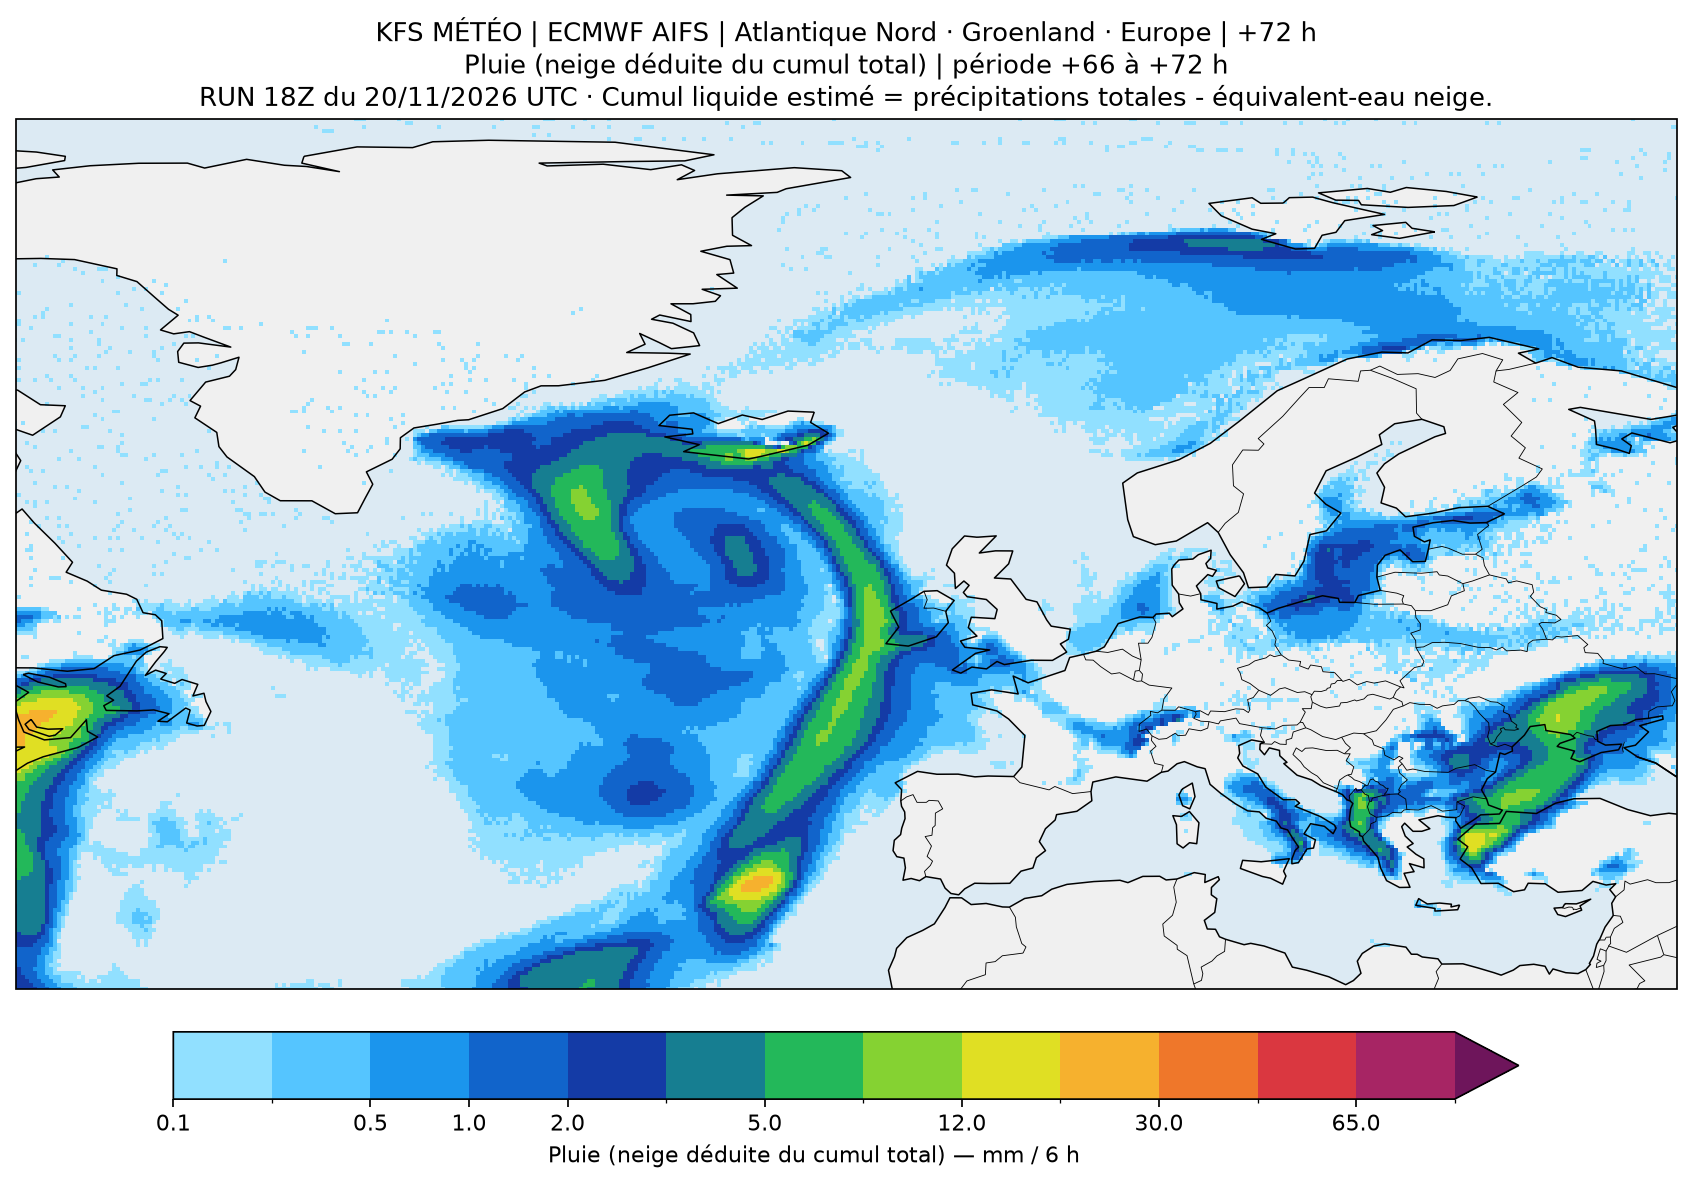 KFS MÉTÉO | ECMWF AIFS | Atlantique Nord · Groenland · Europe | +72 h
Pluie (neige déduite du cumul total) | période +66 à +72 h
RUN 18Z du 20/11/2026 UTC · Cumul liquide estimé = précipitations totales - équivalent-eau neige.
0.1 0.5 1.0 2.0 5.0 12.0 30.0 65.0
Pluie (neige déduite du cumul total) — mm / 6 h